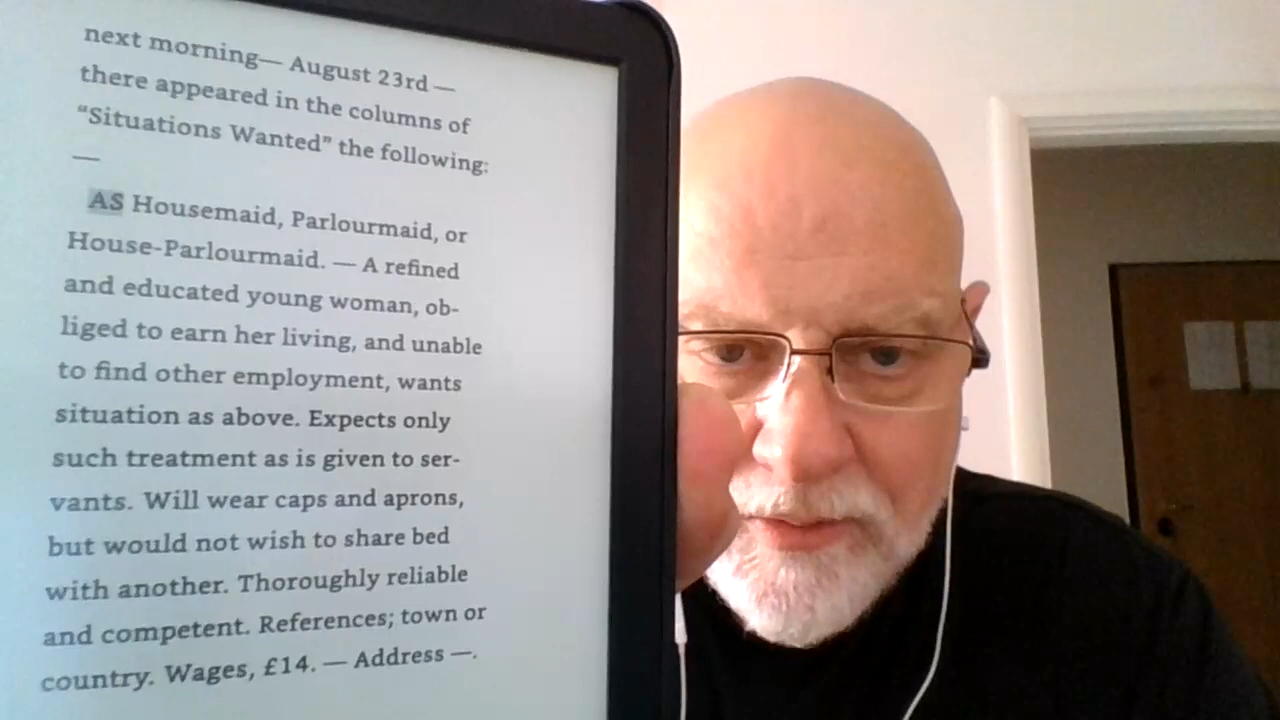 next morning— August 23rd —
there appeared in the columns of
“Situations Wanted” the following:
—
AS Housemaid, Parlourmaid, or
House-Parlourmaid. — A refined
and educated young woman, ob-
liged to earn her living, and unable
to find other employment, wants
situation as above. Expects only
such treatment as is given to ser-
vants. Will wear caps and aprons,
but would not wish to share bed
with another. Thoroughly reliable
and competent. References; town or
country. Wages, £14. — Address —.